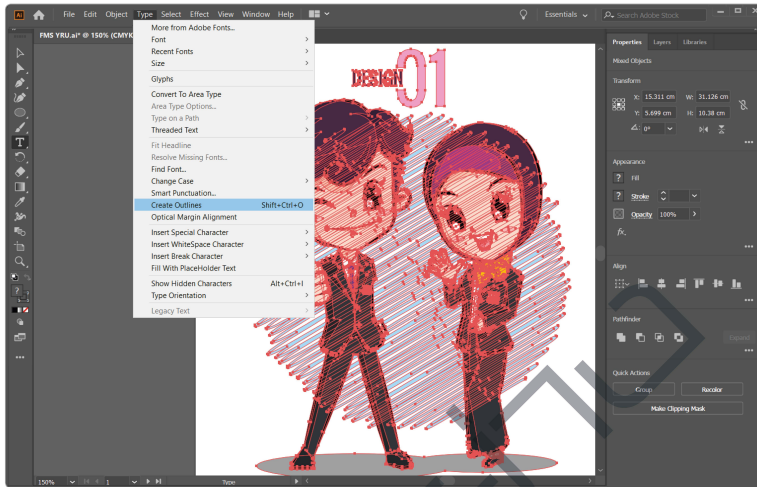 Ai File Edit Object Type Select Effect View Window Help Essentials Search Adobe Stock
FMS YRU.ai* @ 150% (CMYK
More from Adobe Fonts...
Font
Recent Fonts
Size
Glyphs
Convert To Area Type
Area Type Options...
Type on a Path
Threaded Text
Fit Headline
Resolve Missing Fonts...
Find Font...
Change Case
Smart Punctuation...
Create Outlines Shift+Ctrl+O
Optical Margin Alignment
Insert Special Character
Insert WhiteSpace Character
Insert Break Character
Fill With PlaceHolder Text
Show Hidden Characters Alt+Ctrl+I
Type Orientation
Legacy Text
DESIGN 01
Properties Layers Libraries
Mixed Objects
Transform
X: 15.311 cm W: 31.126 cm
Y: 5.699 cm H: 10.38 cm
0°
Appearance
? Fill
? Stroke
Opacity 100%
fx.
Align
Pathfinder
Expand
Quick Actions
Group Recolor
Make Clipping Mask
150% 1 Type